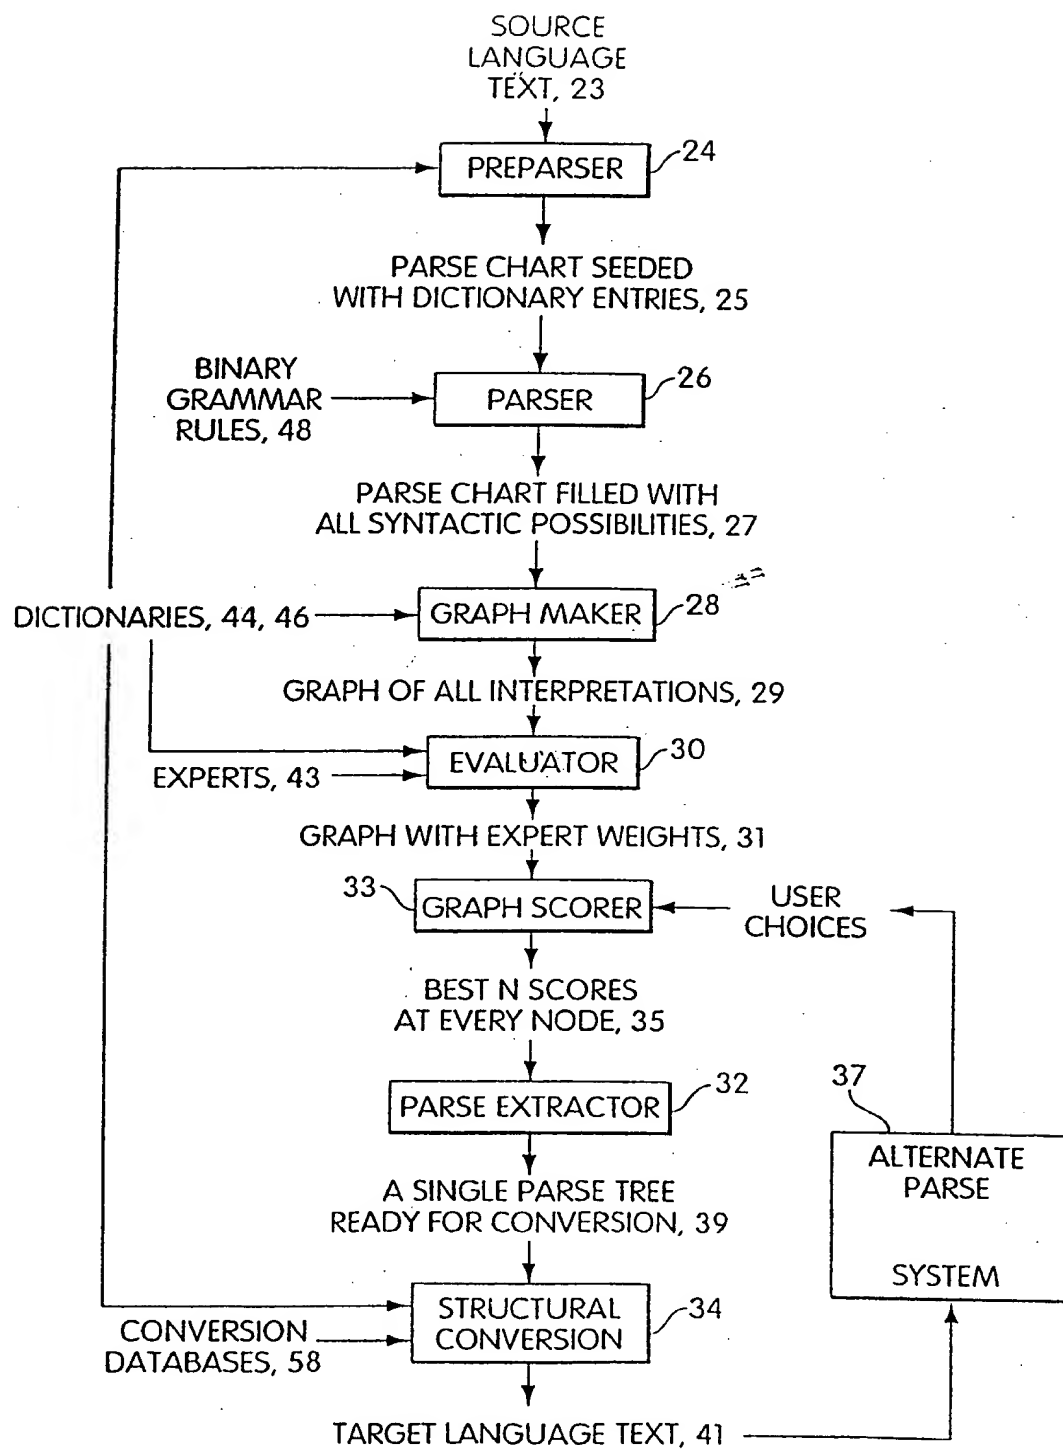 SOURCE
LANGUAGE
TEXT, 23
PREPARSER
24
PARSE CHART SEEDED
WITH DICTIONARY ENTRIES, 25
BINARY
GRAMMAR
RULES, 48
PARSER
26
PARSE CHART FILLED WITH
ALL SYNTACTIC POSSIBILITIES, 27
DICTIONARIES, 44, 46
GRAPH MAKER
28
GRAPH OF ALL INTERPRETATIONS, 29
EVALUATOR
30
EXPERTS, 43
GRAPH WITH EXPERT WEIGHTS, 31
33
GRAPH SCORER
USER
CHOICES
BEST N SCORES
AT EVERY NODE, 35
PARSE EXTRACTOR
32
37
ALTERNATE
PARSE
SYSTEM
A SINGLE PARSE TREE
READY FOR CONVERSION, 39
STRUCTURAL
CONVERSION
34
CONVERSION
DATABASES, 58
TARGET LANGUAGE TEXT, 41